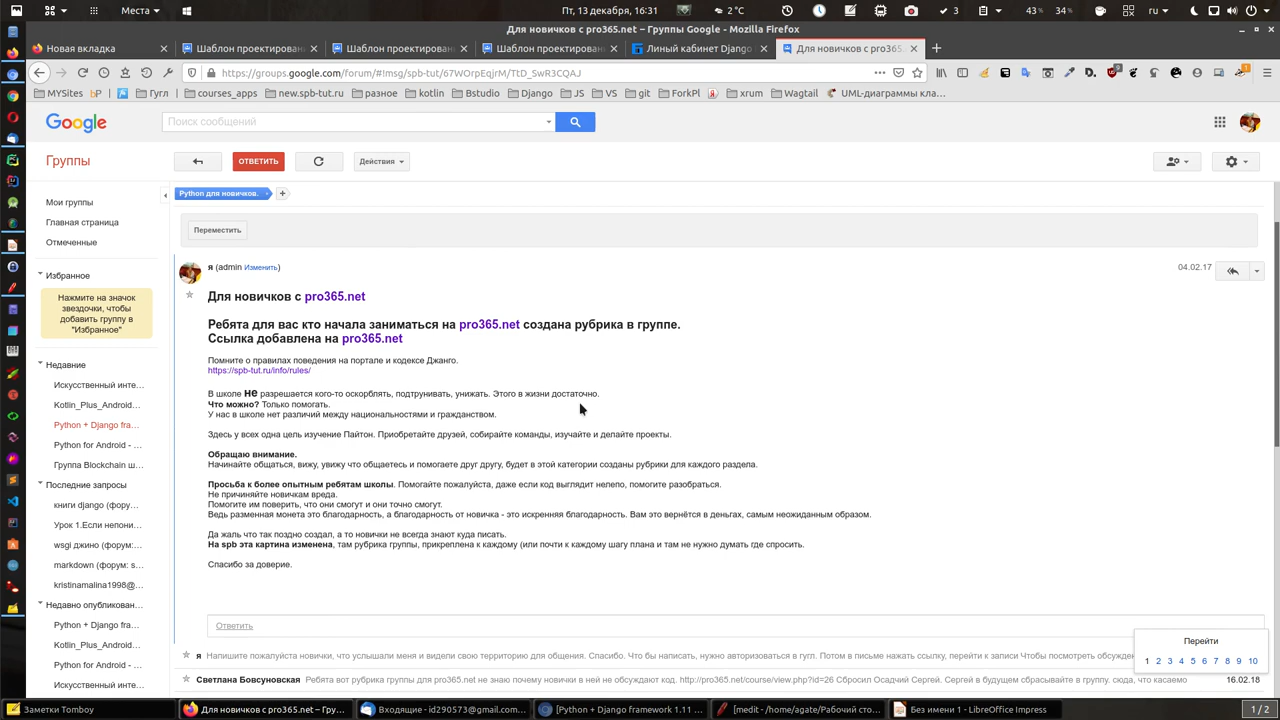 Места
Пт, 13 декабря, 16:31
2 °C
3
43%
34%
Для новичков с pro365.net – Группы Google - Mozilla Firefox
Новая вкладка
Шаблон проектирован
Шаблон проектирован
Шаблон проектирован
Линый кабинет Django
Для новичков с pro365.
https://groups.google.com/forum/#!msg/spb-tut/67WOrpEqjrM/TtD_SwR3CQAJ
MYSites
bP
Гугл
courses_apps
new.spb-tut.ru
разное
kotlin
Bstudio
Django
JS
VS
git
ForkPl
xrum
Wagtail
UML-диаграммы кла…
Google
Поиск сообщений
Группы
ОТВЕТИТЬ
Действия
Python для новичков.
Мои группы
Главная страница
Отмеченные
Избранное
Нажмите на значок
звездочки, чтобы
добавить группу в
"Избранное"
Недавние
Искусственный инте…
Kotlin_Plus_Android…
Python + Django fra…
Python for Android - …
Группа Blockchain ш…
Последние запросы
книги django (фору…
Урок 1.Если непони…
wsgi джино (форум:…
markdown (форум: s…
kristinamalina1998@…
Недавно опубликован…
Python + Django fra…
Kotlin_Plus_Android…
Python for Android - …
Искусственный инте…
Переместить
я (admin Изменить)
04.02.17
Для новичков с pro365.net
Ребята для вас кто начала заниматься на pro365.net создана рубрика в группе.
Ссылка добавлена на pro365.net
Помните о правилах поведения на портале и кодексе Джанго.
https://spb-tut.ru/info/rules/
В школе не разрешается кого-то оскорблять, подтрунивать, унижать. Этого в жизни достаточно.
Что можно? Только помогать.
У нас в школе нет различий между национальностями и гражданством.
Здесь у всех одна цель изучение Пайтон. Приобретайте друзей, собирайте команды, изучайте и делайте проекты.
Обращаю внимание.
Начинайте общаться, вижу, увижу что общаетесь и помогаете друг другу, будет в этой категории созданы рубрики для каждого раздела.
Просьба к более опытным ребятам школы. Помогайте пожалуйста, даже если код выглядит нелепо, помогите разобраться.
Не причиняйте новичкам вреда.
Помогите им поверить, что они смогут и они точно смогут.
Ведь разменная монета это благодарность, а благодарность от новичка - это искренняя благодарность. Вам это вернётся в деньгах, самым неожиданным образом.
Да жаль что так поздно создал, а то новички не всегда знают куда писать.
На spb эта картина изменена, там рубрика группы, прикреплена к каждому (или почти к каждому шагу плана и там не нужно думать где спросить.
Спасибо за доверие.
Ответить
Перейти
1 2 3 4 5 6 7 8 9 10
я Напишите пожалуйста новички, что услышали меня и видели свою территорию для общения. Спасибо. Что бы написать, нужно авторизоваться в гугл. Потом в письме нажать ссылку, перейти к записи Чтобы посмотреть обсужден
Светлана Бовсуновская Ребята вот рубрика группы для pro365.net не знаю почему новички в ней не обсуждают код. http://pro365.net/course/view.php?id=26 Сбросил Осадчий Сергей. Сергей в будущем сбрасывайте в группу. сюда, что касаемо
16.02.18
Заметки Tomboy
Для новичков с pro365.net – Гру…
Входящие - id290573@gmail.com…
[Python + Django framework 1.11 …
[medit - /home/agate/Рабочий сто…
Без имени 1 - LibreOffice Impress
1 / 2